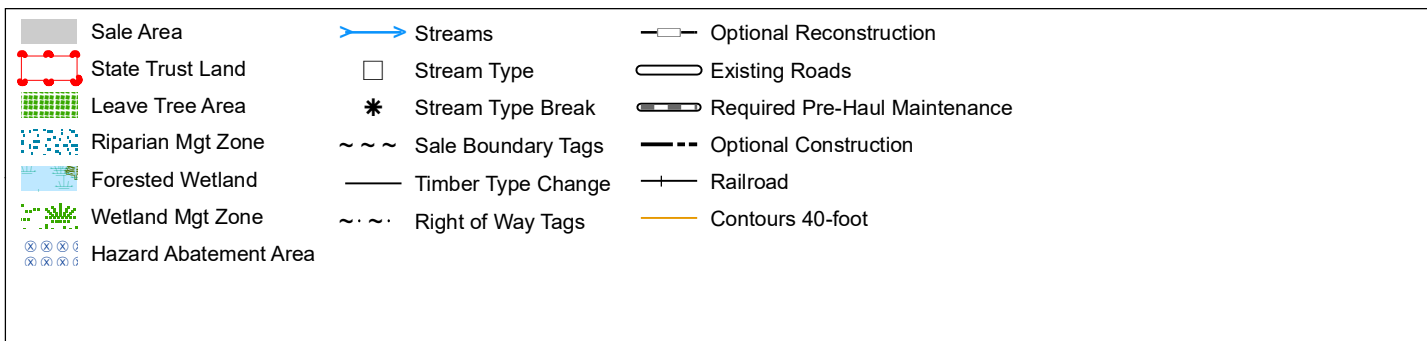 Sale Area
State Trust Land
Leave Tree Area
Riparian Mgt Zone
Forested Wetland
Wetland Mgt Zone
Hazard Abatement Area
Streams
Stream Type
Stream Type Break
Sale Boundary Tags
Timber Type Change
Right of Way Tags
Optional Reconstruction
Existing Roads
Required Pre-Haul Maintenance
Optional Construction
Railroad
Contours 40-foot